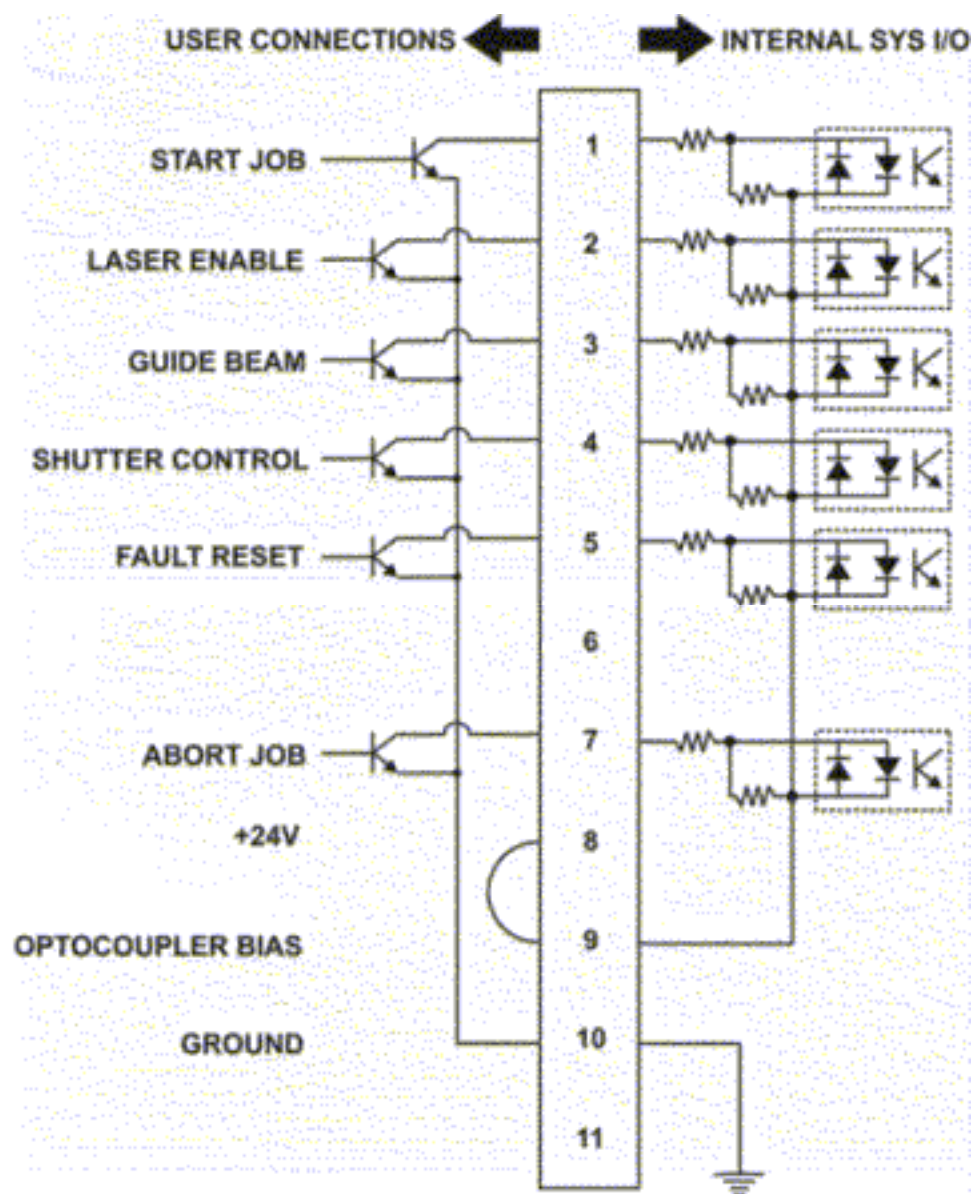 USER CONNECTIONS INTERNAL SYS I/O
START JOB 1
LASER ENABLE 2
GUIDE BEAM 3
SHUTTER CONTROL 4
FAULT RESET 5
6
ABORT JOB 7
+24V 8
OPTOCOUPLER BIAS 9
GROUND 10
11